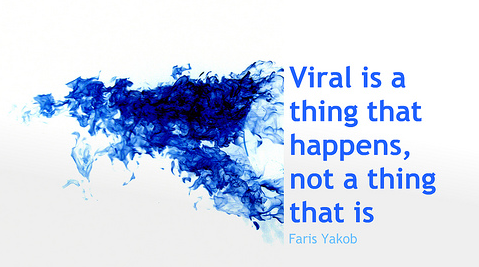 Viral is a
thing that
happens,
not a thing
that is
Faris Yakob